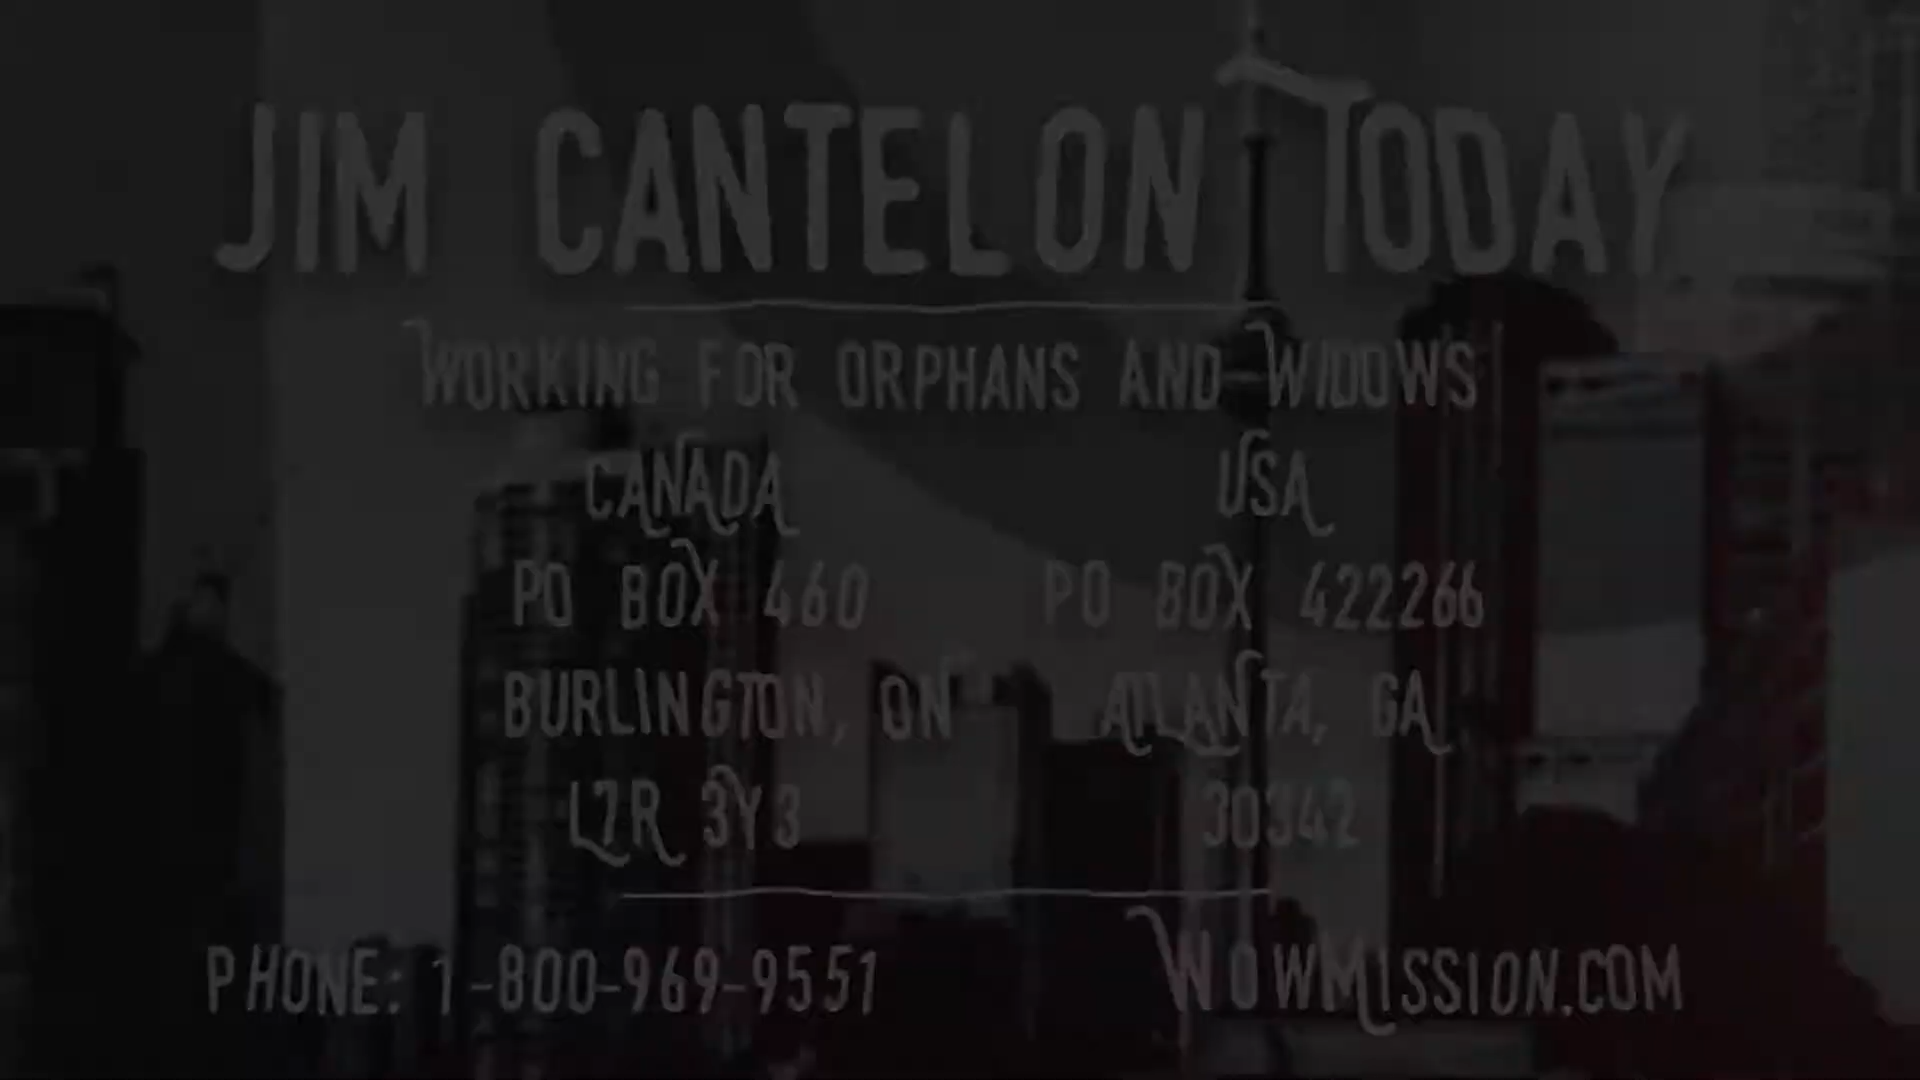 JIM CANTELON TODAY
WORKING FOR ORPHANS AND WIDOWS
CANADA
PO BOX 460
BURLINGTON, ON
L7R 3Y3
USA
PO BOX 422266
ATLANTA, GA
30342
PHONE: 1-800-969-9551
WOWMISSION.COM